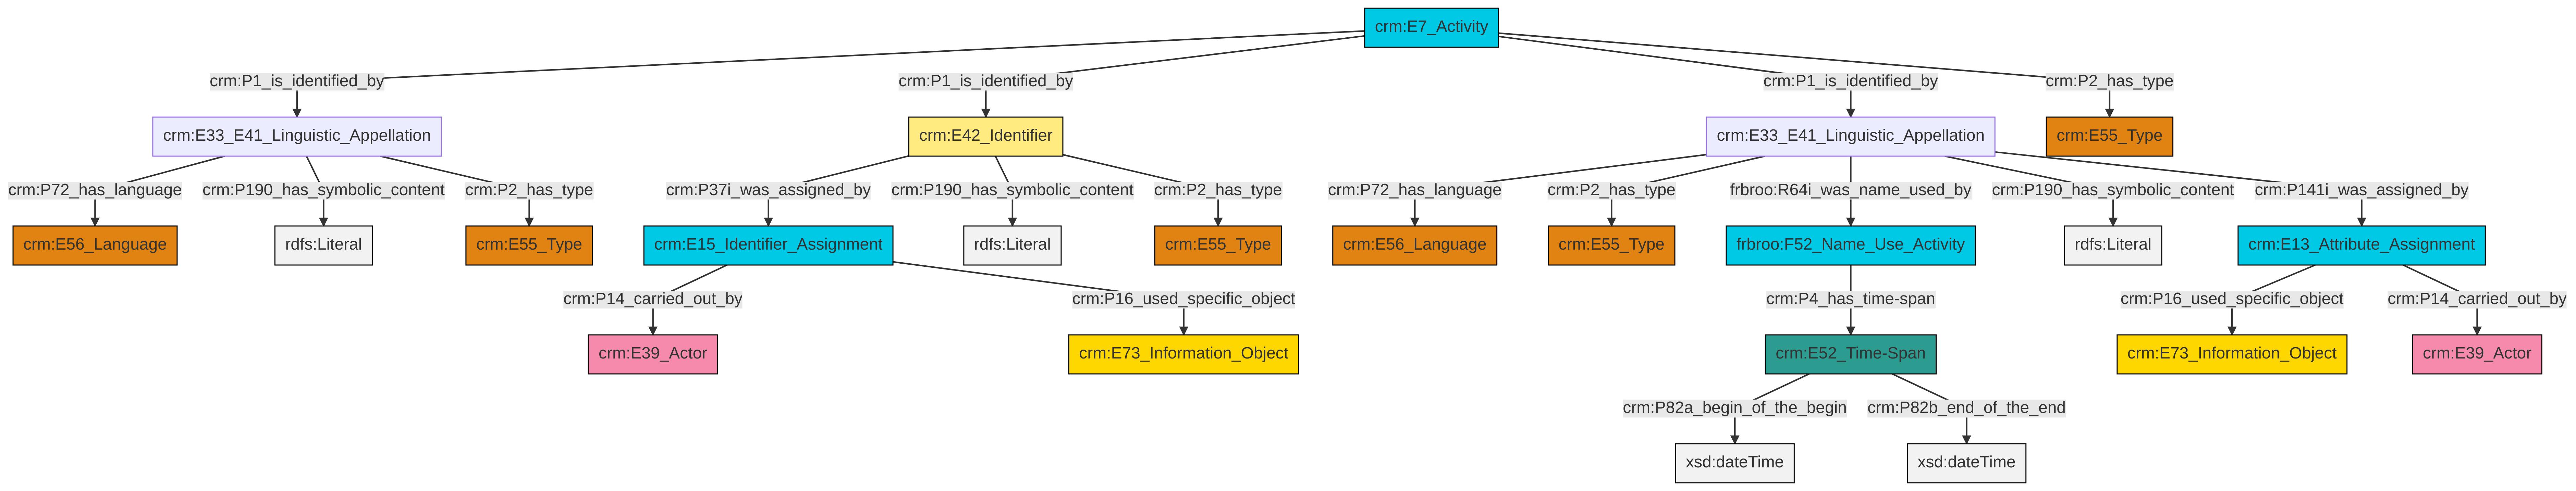 crm:E7_Activity
crm:P1_is_identified_by
crm:P1_is_identified_by
crm:P1_is_identified_by
crm:P2_has_type
crm:E33_E41_Linguistic_Appellation
crm:E42_Identifier
crm:E33_E41_Linguistic_Appellation
crm:E55_Type
crm:P72_has_language
crm:P190_has_symbolic_content
crm:P2_has_type
crm:P37i_was_assigned_by
crm:P190_has_symbolic_content
crm:P2_has_type
crm:P72_has_language
crm:P2_has_type
frbroo:R64i_was_name_used_by
crm:P190_has_symbolic_content
crm:P141i_was_assigned_by
crm:E56_Language
rdfs:Literal
crm:E55_Type
crm:E15_Identifier_Assignment
rdfs:Literal
crm:E55_Type
crm:E56_Language
crm:E55_Type
frbroo:F52_Name_Use_Activity
rdfs:Literal
crm:E13_Attribute_Assignment
crm:P14_carried_out_by
crm:P16_used_specific_object
crm:P4_has_time-span
crm:P16_used_specific_object
crm:P14_carried_out_by
crm:E39_Actor
crm:E73_Information_Object
crm:E52_Time-Span
crm:E73_Information_Object
crm:E39_Actor
crm:P82a_begin_of_the_begin
crm:P82b_end_of_the_end
xsd:dateTime
xsd:dateTime